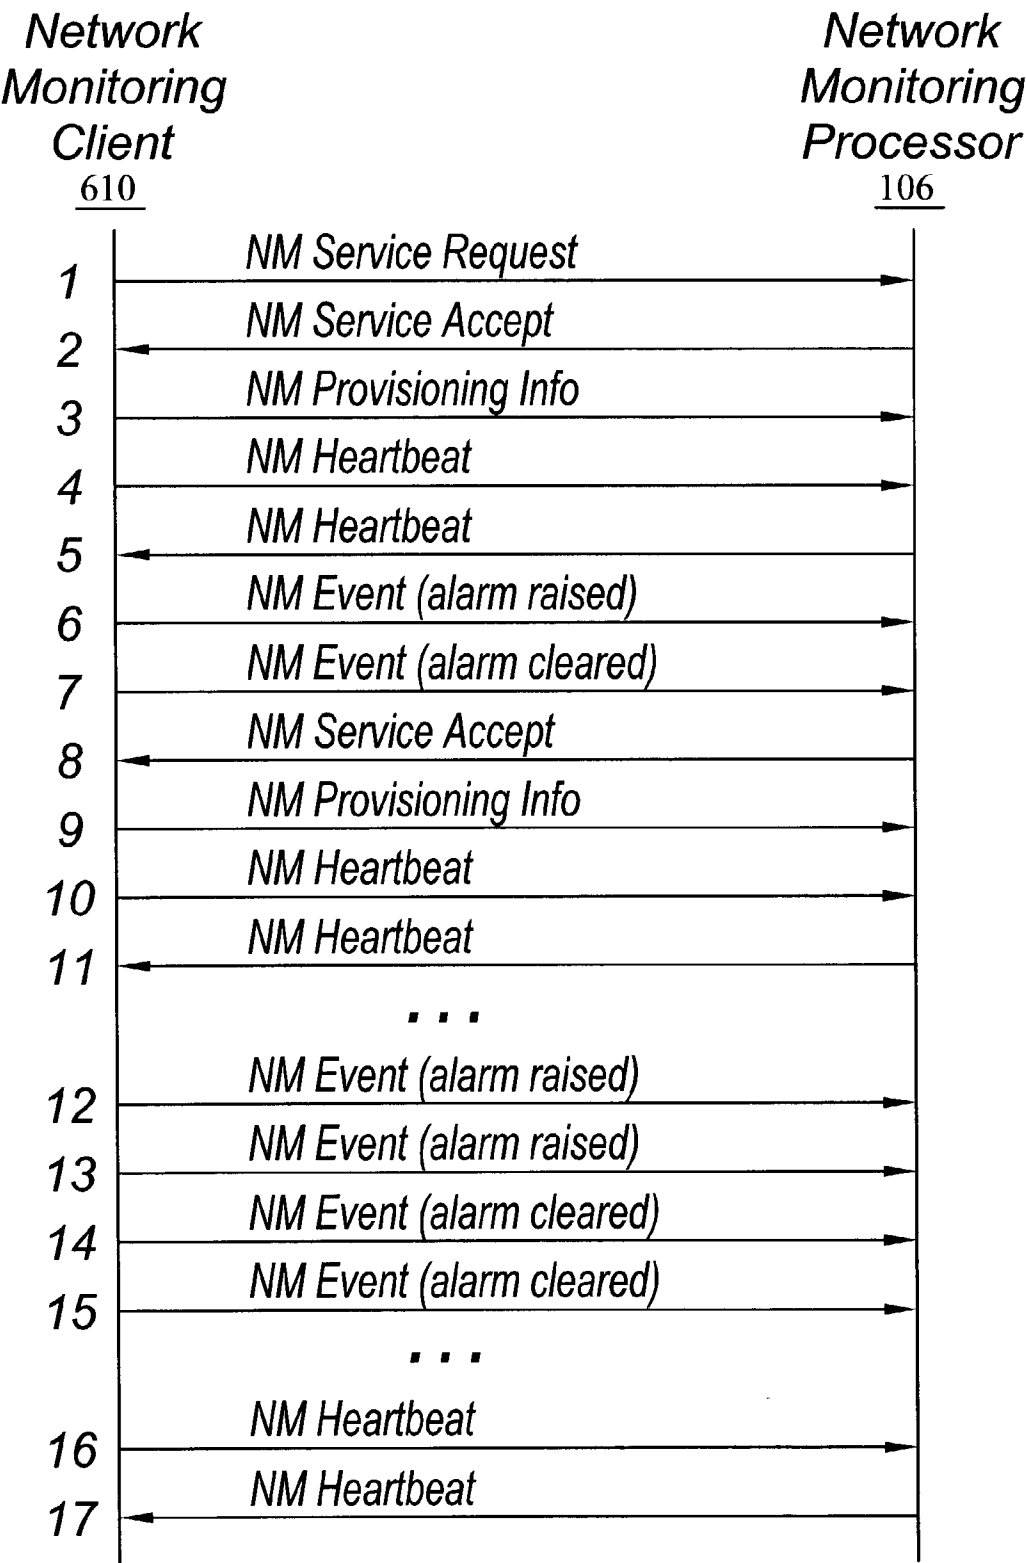 Network
Monitoring
Client
610
Network
Monitoring
Processor
106
1 NM Service Request
2 NM Service Accept
3 NM Provisioning Info
4 NM Heartbeat
5 NM Heartbeat
6 NM Event (alarm raised)
7 NM Event (alarm cleared)
8 NM Service Accept
9 NM Provisioning Info
10 NM Heartbeat
11 NM Heartbeat
...
12 NM Event (alarm raised)
13 NM Event (alarm raised)
14 NM Event (alarm cleared)
15 NM Event (alarm cleared)
...
16 NM Heartbeat
17 NM Heartbeat